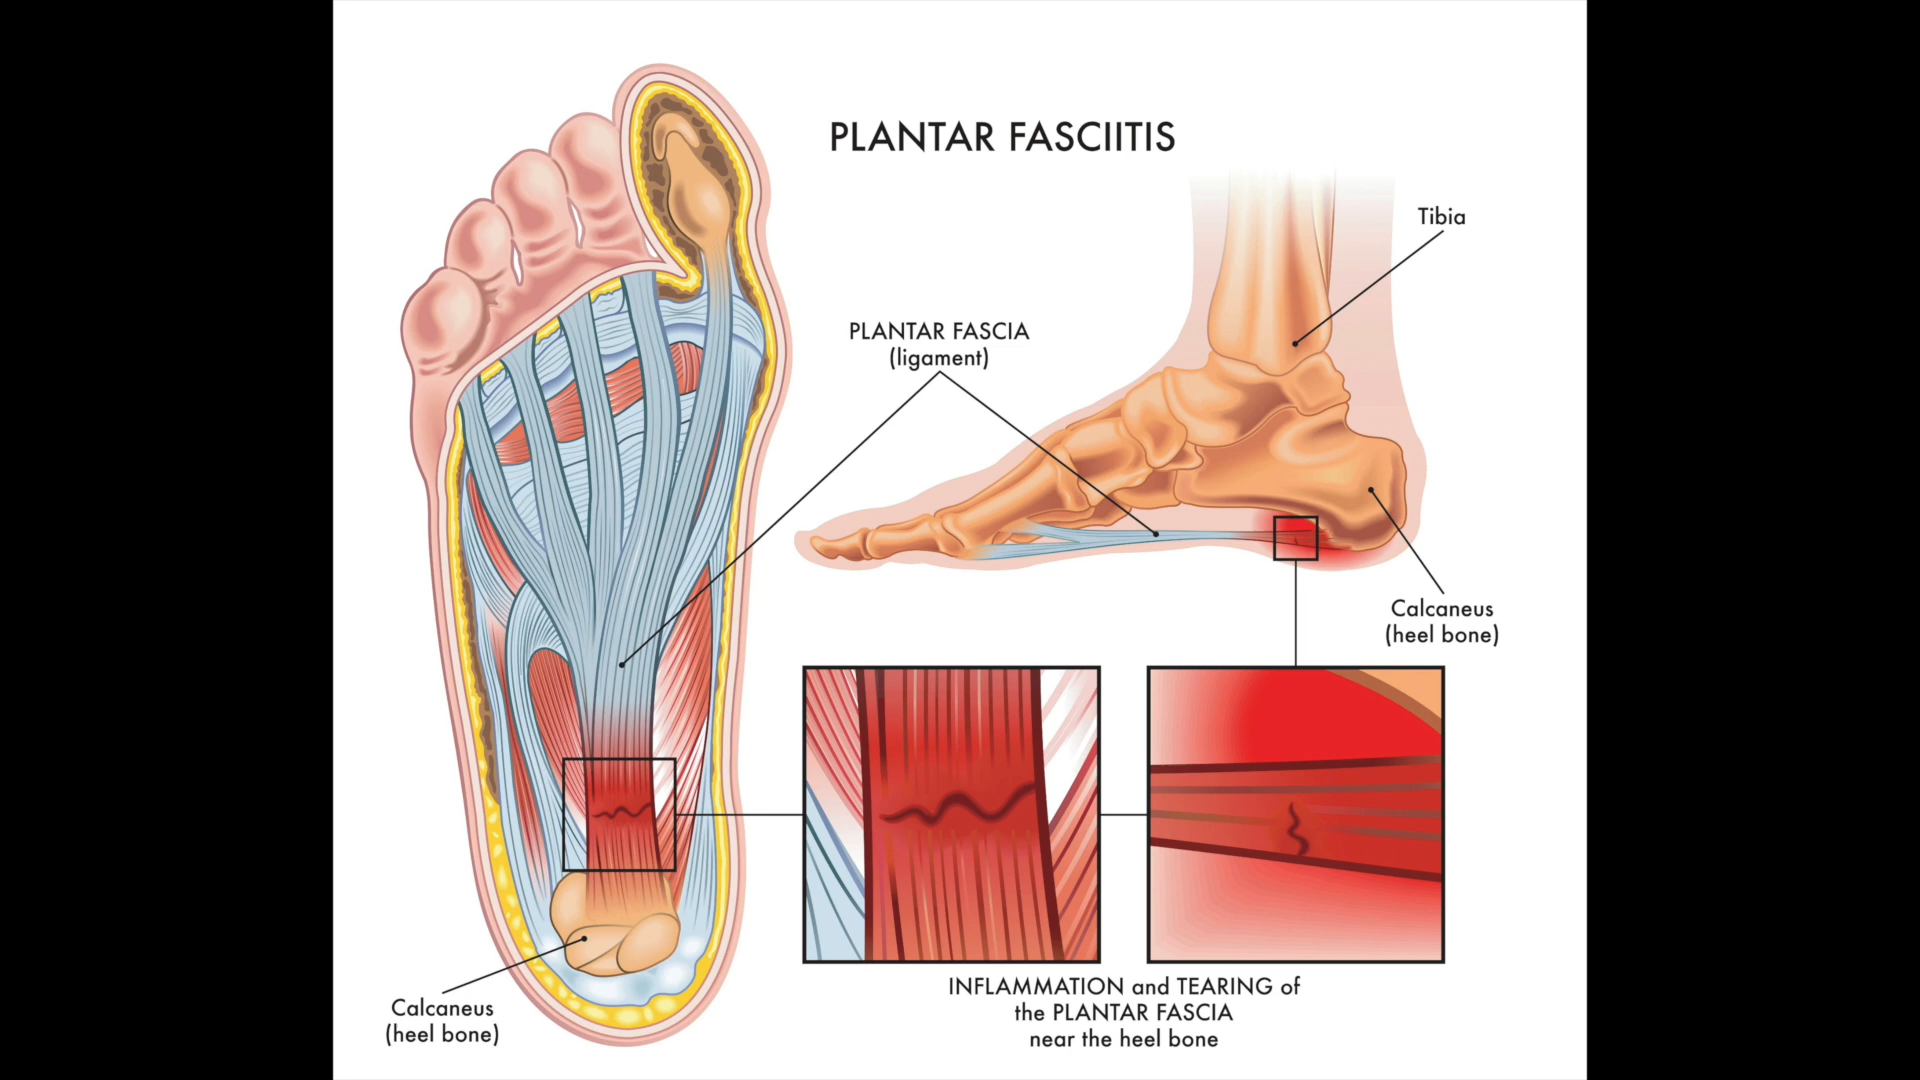 PLANTAR FASCIITIS
Tibia
PLANTAR FASCIA
(ligament)
Calcaneus
(heel bone)
Calcaneus
(heel bone)
INFLAMMATION and TEARING of
the PLANTAR FASCIA
near the heel bone